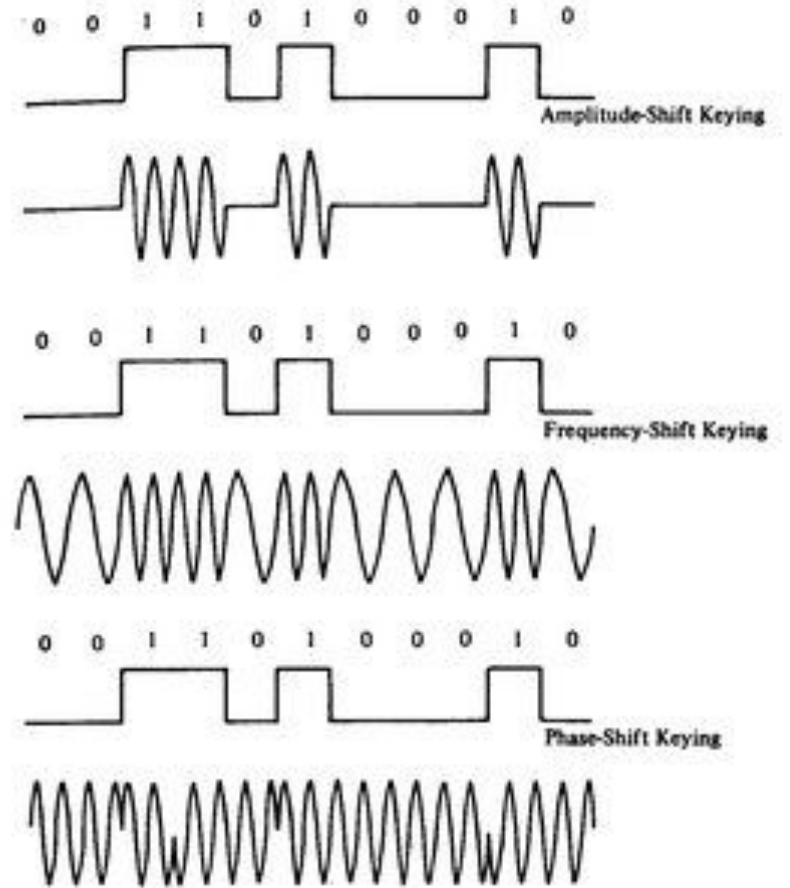 0 0 1 1 0 1 0 0 0 1 0
Amplitude-Shift Keying
0 0 1 1 0 1 0 0 0 1 0
Frequency-Shift Keying
0 0 1 1 0 1 0 0 0 1 0
Phase-Shift Keying